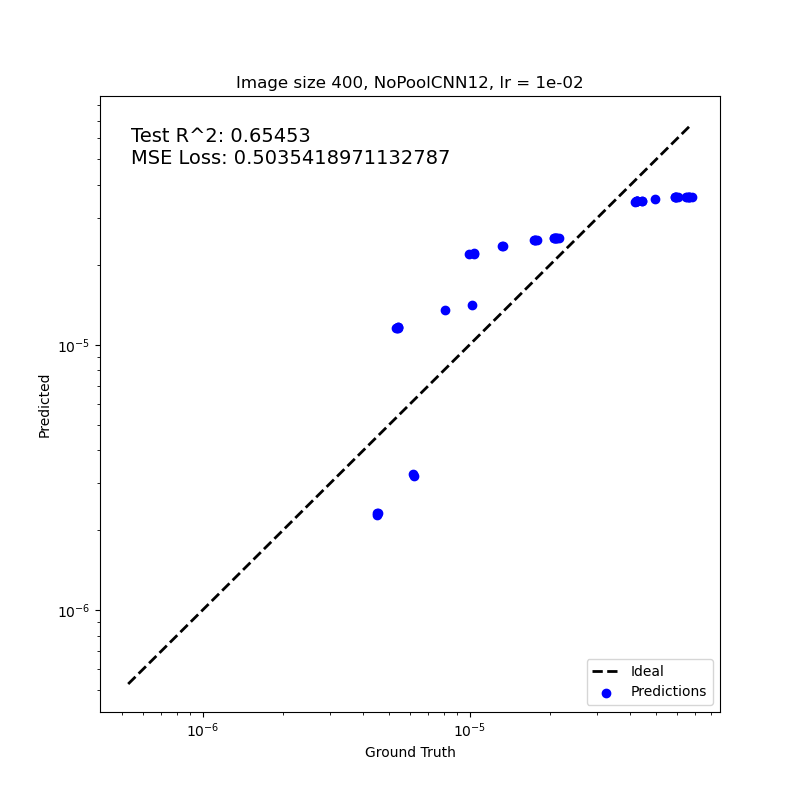 Image size 400, NoPoolCNN12, lr = 1e-02
Test R^2: 0.65453
MSE Loss: 0.5035418971132787
10⁻⁵
10⁻⁶
Predicted
10⁻⁶
10⁻⁵
Ground Truth
Ideal
Predictions